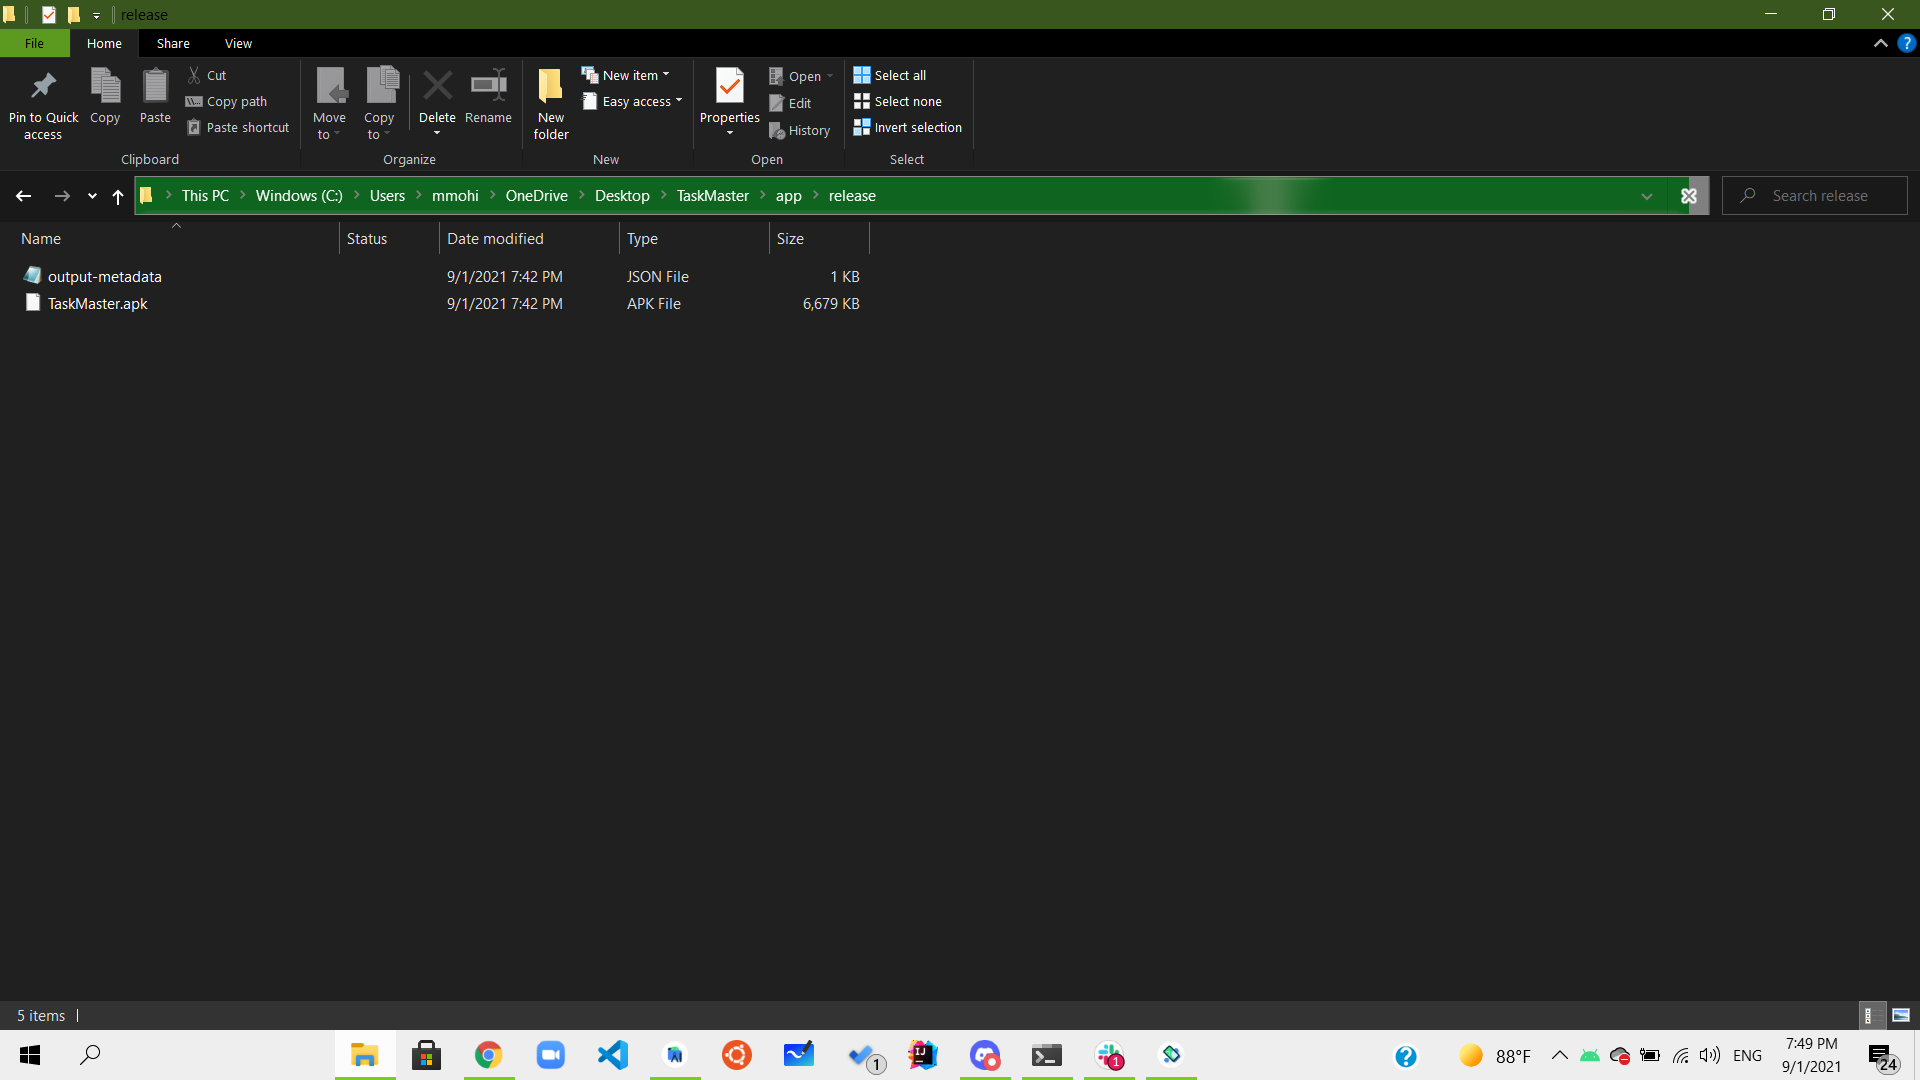 release
File Home Share View
Pin to Quick access
Copy
Paste
Cut
Copy path
Paste shortcut
Clipboard
Move to
Copy to
Delete
Rename
Organize
New folder
New item
Easy access
New
Properties
Open
Edit
History
Open
Select all
Select none
Invert selection
Select
This PC Windows (C:) Users mmohi OneDrive Desktop TaskMaster app release
Search release
Name Status Date modified Type Size
output-metadata 9/1/2021 7:42 PM JSON File 1 KB
TaskMaster.apk 9/1/2021 7:42 PM APK File 6,679 KB
5 items
1
IJ
1
88°F
ENG
7:49 PM
9/1/2021
24